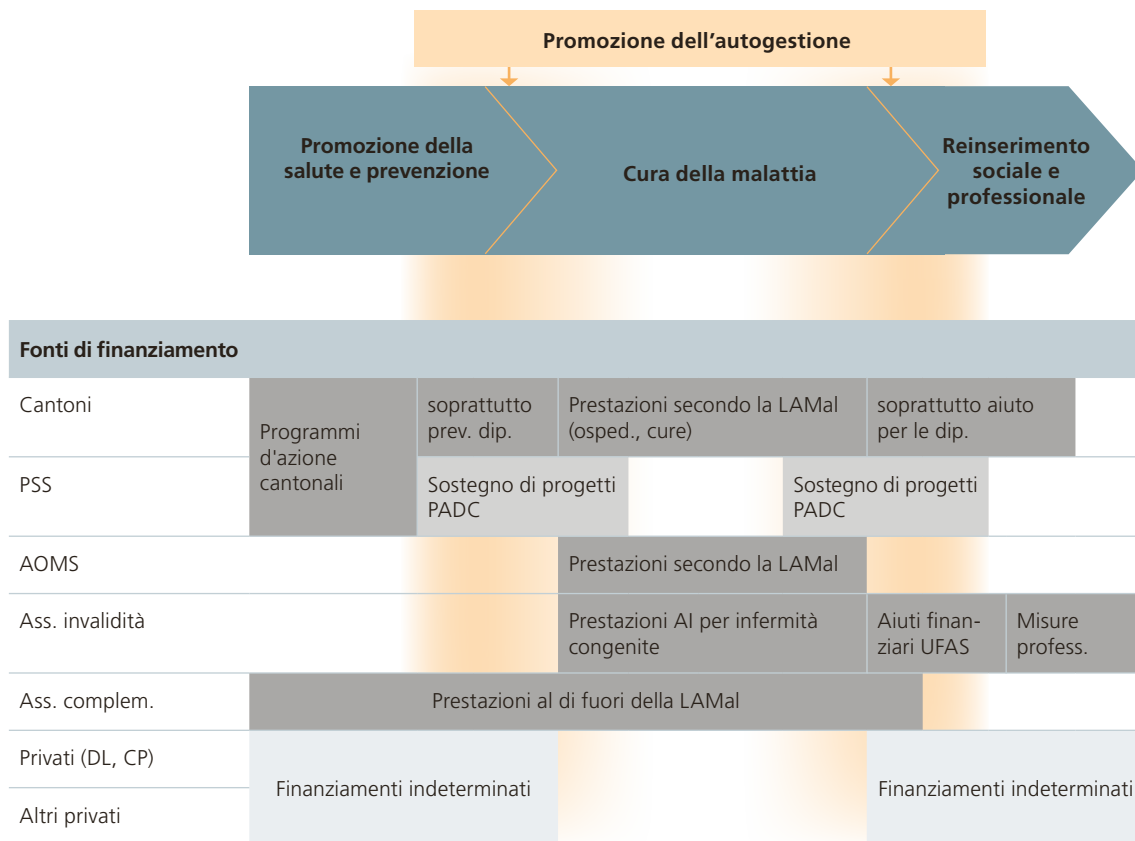 Promozione dell'autogestione
Promozione della
salute e prevenzione
Cura della malattia
Reinserimento
sociale e
professionale
Fonti di finanziamento
Cantoni
Programmi
d'azione
cantonali
soprattutto
prev. dip.
Prestazioni secondo la LAMal
(osped., cure)
soprattutto aiuto
per le dip.
PSS
Sostegno di progetti
PADC
Sostegno di progetti
PADC
AOMS
Prestazioni secondo la LAMal
Ass. invalidità
Prestazioni AI per infermità
congenite
Aiuti finan-
ziari UFAS
Misure
profess.
Ass. complem.
Prestazioni al di fuori della LAMal
Privati (DL, CP)
Finanziamenti indeterminati
Finanziamenti indeterminati
Altri privati